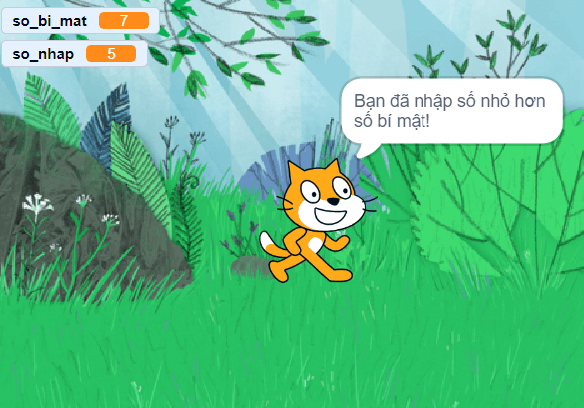 so_bi_mat 7
so_nhap 5
Bạn đã nhập số nhỏ hơn
số bí mật!